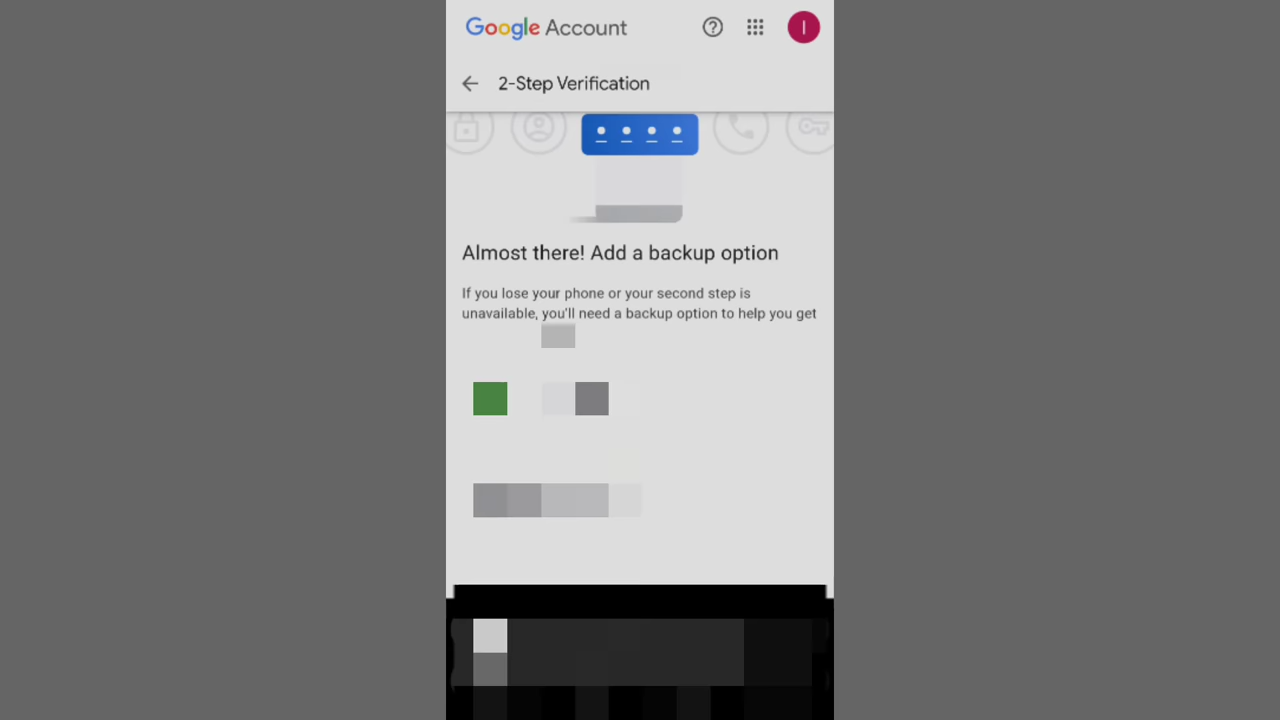 Google Account
I
2-Step Verification
Almost there! Add a backup option
If you lose your phone or your second step is
unavailable, you'll need a backup option to help you get